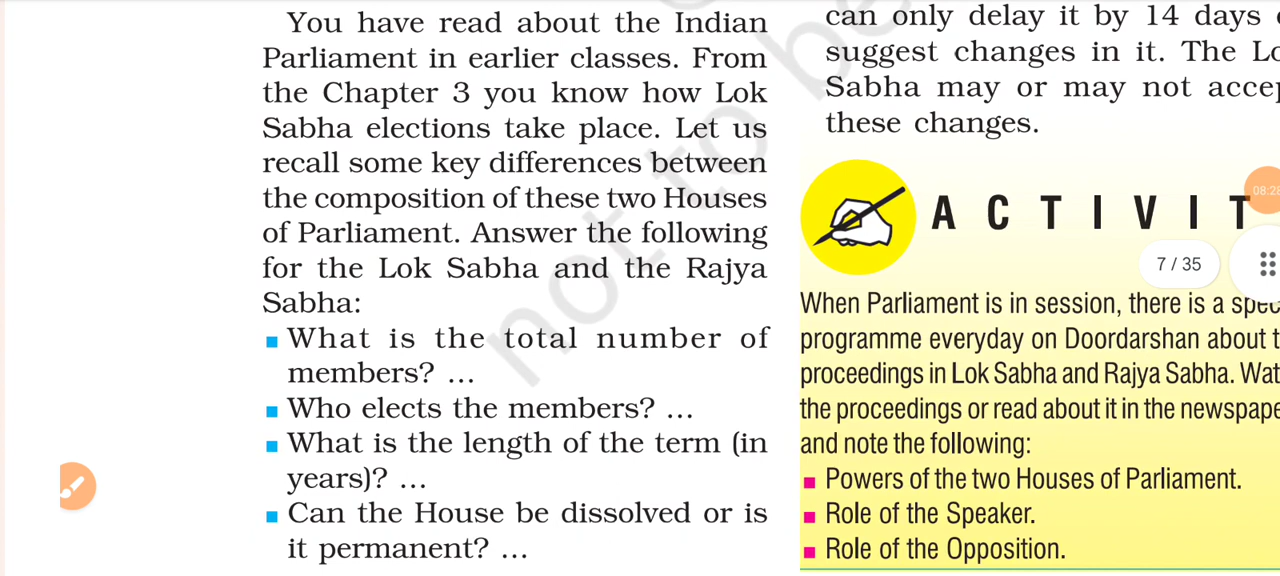 You have read about the Indian
Parliament in earlier classes. From
the Chapter 3 you know how Lok
Sabha elections take place. Let us
recall some key differences between
the composition of these two Houses
of Parliament. Answer the following
for the Lok Sabha and the Rajya
Sabha:
■ What is the total number of
members? ...
■ Who elects the members? ...
■ What is the length of the term (in
years)? ...
■ Can the House be dissolved or is
it permanent? ...
can only delay it by 14 days
suggest changes in it. The
Sabha may or may not
these changes.
ACTIVIT
08:28
7 / 35
When Parliament is in session, there is a
programme everyday on Doordarshan about
proceedings in Lok Sabha and Rajya Sabha.
the proceedings or read about it in the
and note the following:
■ Powers of the two Houses of Parliament.
■ Role of the Speaker.
■ Role of the Opposition.
not to be